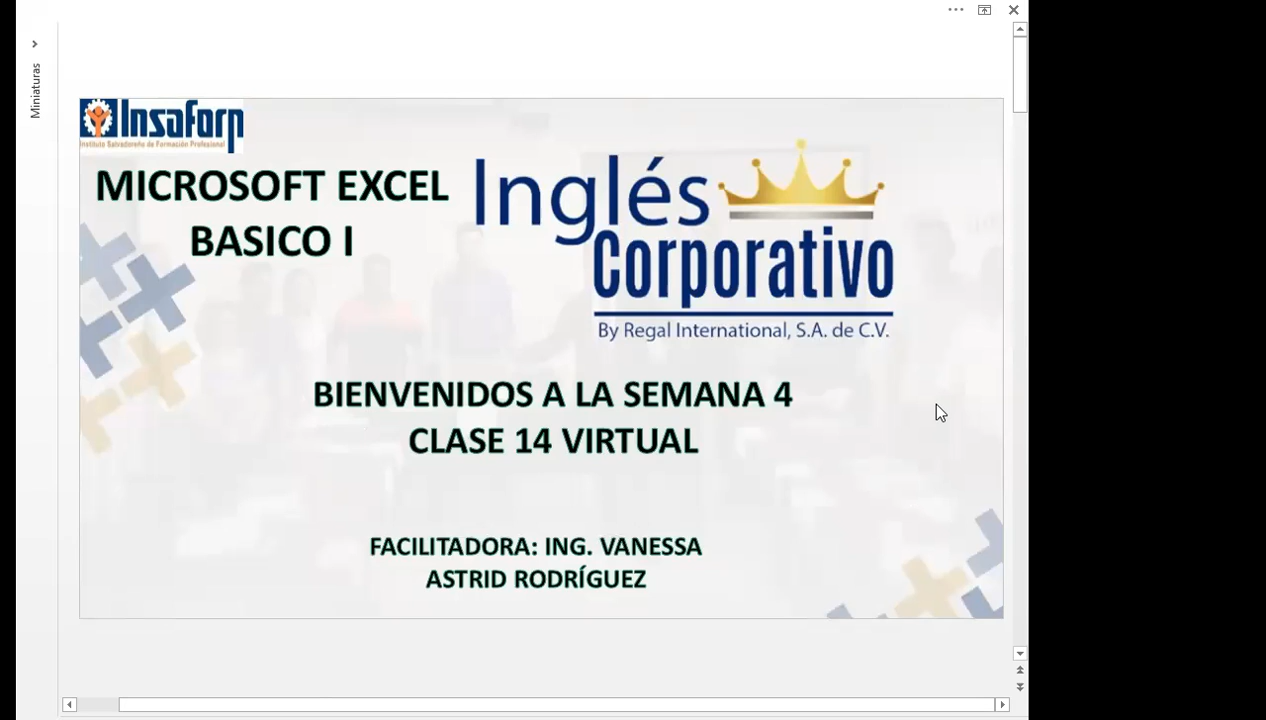 Miniaturas
Insaforp
Instituto Salvadoreño de Formación Profesional
MICROSOFT EXCEL
BASICO I
Inglés
Corporativo
By Regal International, S.A. de C.V.
BIENVENIDOS A LA SEMANA 4
CLASE 14 VIRTUAL
FACILITADORA: ING. VANESSA
ASTRID RODRÍGUEZ